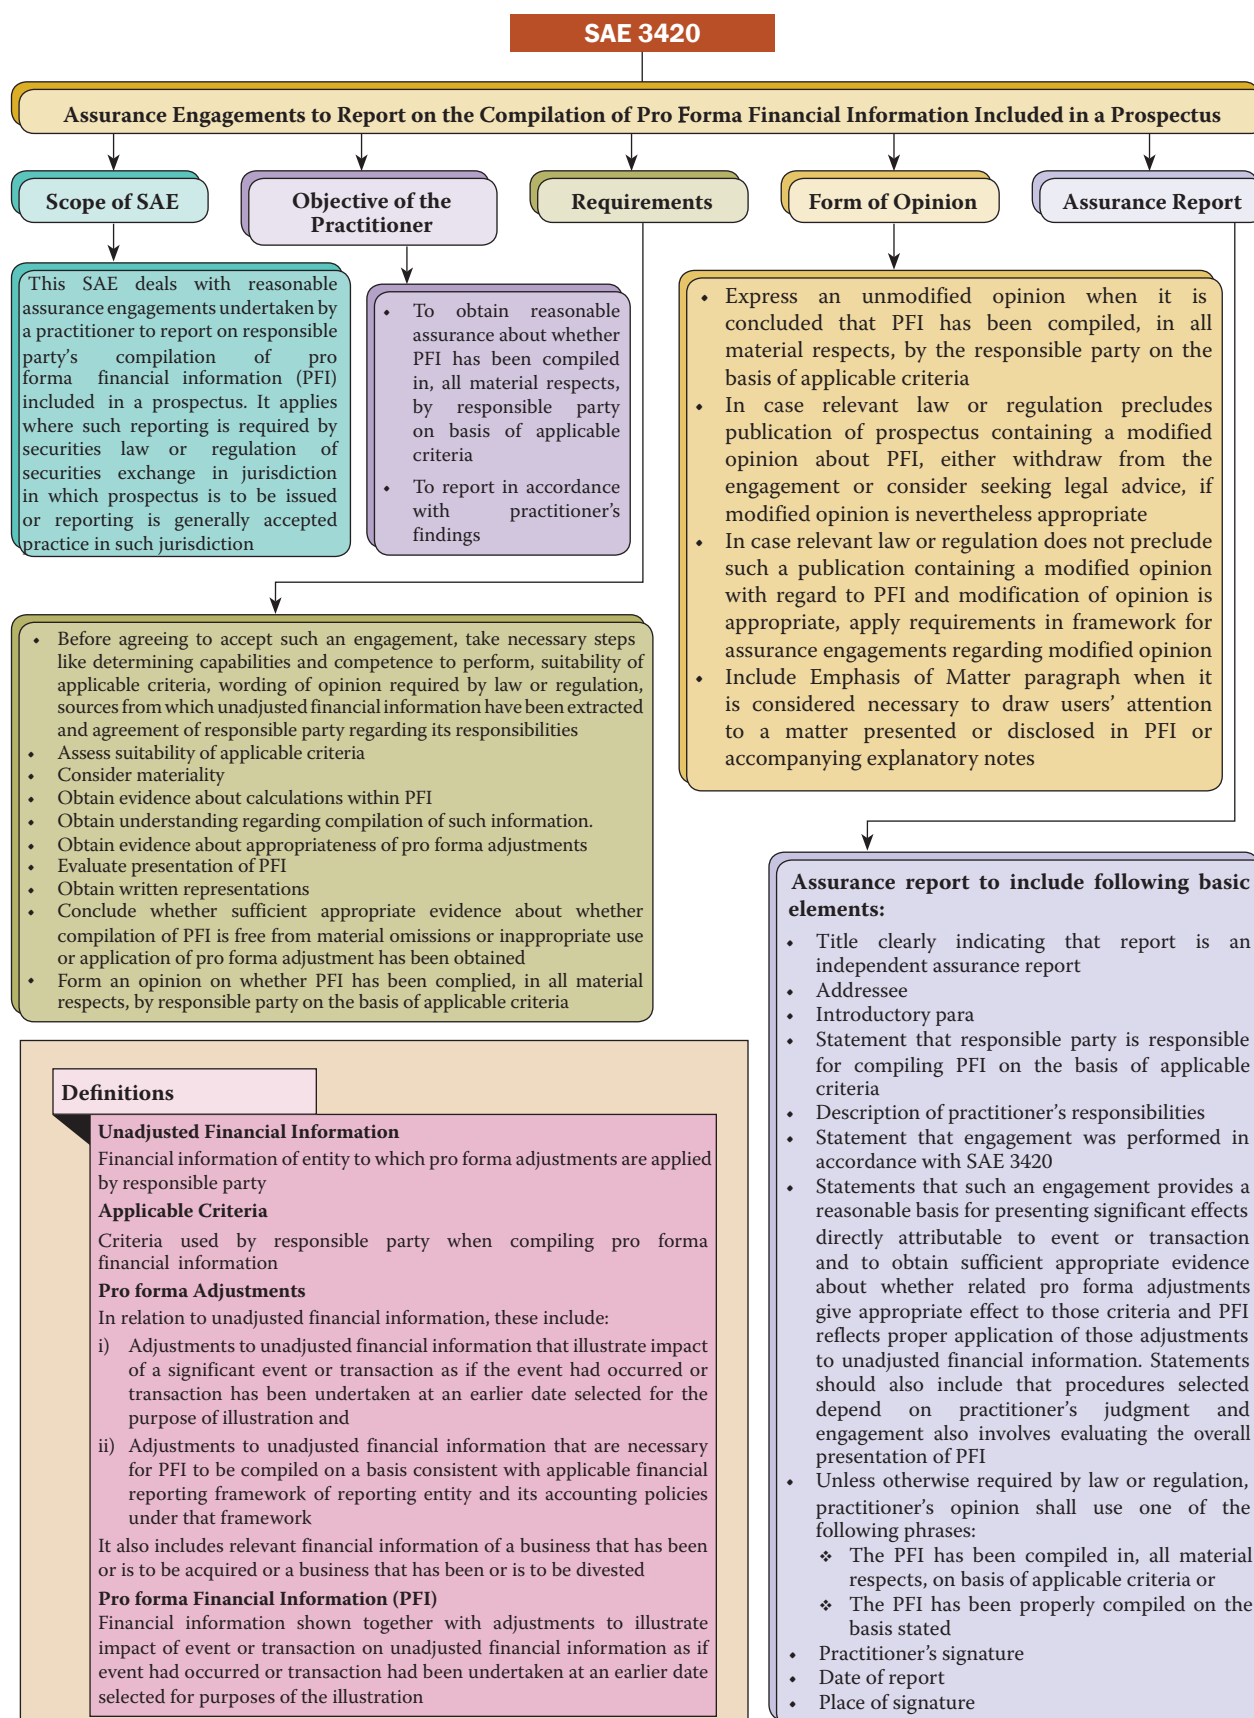 SAE 3420
Assurance Engagements to Report on the Compilation of Pro Forma Financial Information Included in a Prospectus
Scope of SAE
Objective of the
Practitioner
Requirements
Form of Opinion
Assurance Report
This SAE deals with reasonable
assurance engagements undertaken by
a practitioner to report on responsible
party's compilation of pro
forma financial information (PFI)
included in a prospectus. It applies
where such reporting is required by
securities law or regulation of
securities exchange in jurisdiction
in which prospectus is to be issued
or reporting is generally accepted
practice in such jurisdiction
• To obtain reasonable
assurance about whether
PFI has been compiled
in, all material respects,
by responsible party
on basis of applicable
criteria
• To report in accordance
with practitioner's
findings
• Express an unmodified opinion when it is
concluded that PFI has been compiled, in all
material respects, by the responsible party on the
basis of applicable criteria
• In case relevant law or regulation precludes
publication of prospectus containing a modified
opinion about PFI, either withdraw from the
engagement or consider seeking legal advice, if
modified opinion is nevertheless appropriate
• In case relevant law or regulation does not preclude
such a publication containing a modified opinion
with regard to PFI and modification of opinion is
appropriate, apply requirements in framework for
assurance engagements regarding modified opinion
• Include Emphasis of Matter paragraph when it
is considered necessary to draw users' attention
to a matter presented or disclosed in PFI or
accompanying explanatory notes
• Before agreeing to accept such an engagement, take necessary steps
like determining capabilities and competence to perform, suitability of
applicable criteria, wording of opinion required by law or regulation,
sources from which unadjusted financial information have been extracted
and agreement of responsible party regarding its responsibilities
• Assess suitability of applicable criteria
• Consider materiality
• Obtain evidence about calculations within PFI
• Obtain understanding regarding compilation of such information.
• Obtain evidence about appropriateness of pro forma adjustments
• Evaluate presentation of PFI
• Obtain written representations
• Conclude whether sufficient appropriate evidence about whether
compilation of PFI is free from material omissions or inappropriate use
or application of pro forma adjustment has been obtained
• Form an opinion on whether PFI has been complied, in all material
respects, by responsible party on the basis of applicable criteria
Definitions
Unadjusted Financial Information
Financial information of entity to which pro forma adjustments are applied
by responsible party
Applicable Criteria
Criteria used by responsible party when compiling pro forma
financial information
Pro forma Adjustments
In relation to unadjusted financial information, these include:
i) Adjustments to unadjusted financial information that illustrate impact
of a significant event or transaction as if the event had occurred or
transaction has been undertaken at an earlier date selected for the
purpose of illustration and
ii) Adjustments to unadjusted financial information that are necessary
for PFI to be compiled on a basis consistent with applicable financial
reporting framework of reporting entity and its accounting policies
under that framework
It also includes relevant financial information of a business that has been
or is to be acquired or a business that has been or is to be divested
Pro forma Financial Information (PFI)
Financial information shown together with adjustments to illustrate
impact of event or transaction on unadjusted financial information as if
event had occurred or transaction had been undertaken at an earlier date
selected for purposes of the illustration
Assurance report to include following basic
elements:
• Title clearly indicating that report is an
independent assurance report
• Addressee
• Introductory para
• Statement that responsible party is responsible
for compiling PFI on the basis of applicable
criteria
• Description of practitioner's responsibilities
• Statement that engagement was performed in
accordance with SAE 3420
• Statements that such an engagement provides a
reasonable basis for presenting significant effects
directly attributable to event or transaction
and to obtain sufficient appropriate evidence
about whether related pro forma adjustments
give appropriate effect to those criteria and PFI
reflects proper application of those adjustments
to unadjusted financial information. Statements
should also include that procedures selected
depend on practitioner's judgment and
engagement also involves evaluating the overall
presentation of PFI
• Unless otherwise required by law or regulation,
practitioner's opinion shall use one of the
following phrases:
❖ The PFI has been compiled in, all material
respects, on basis of applicable criteria or
❖ The PFI has been properly compiled on the
basis stated
• Practitioner's signature
• Date of report
• Place of signature